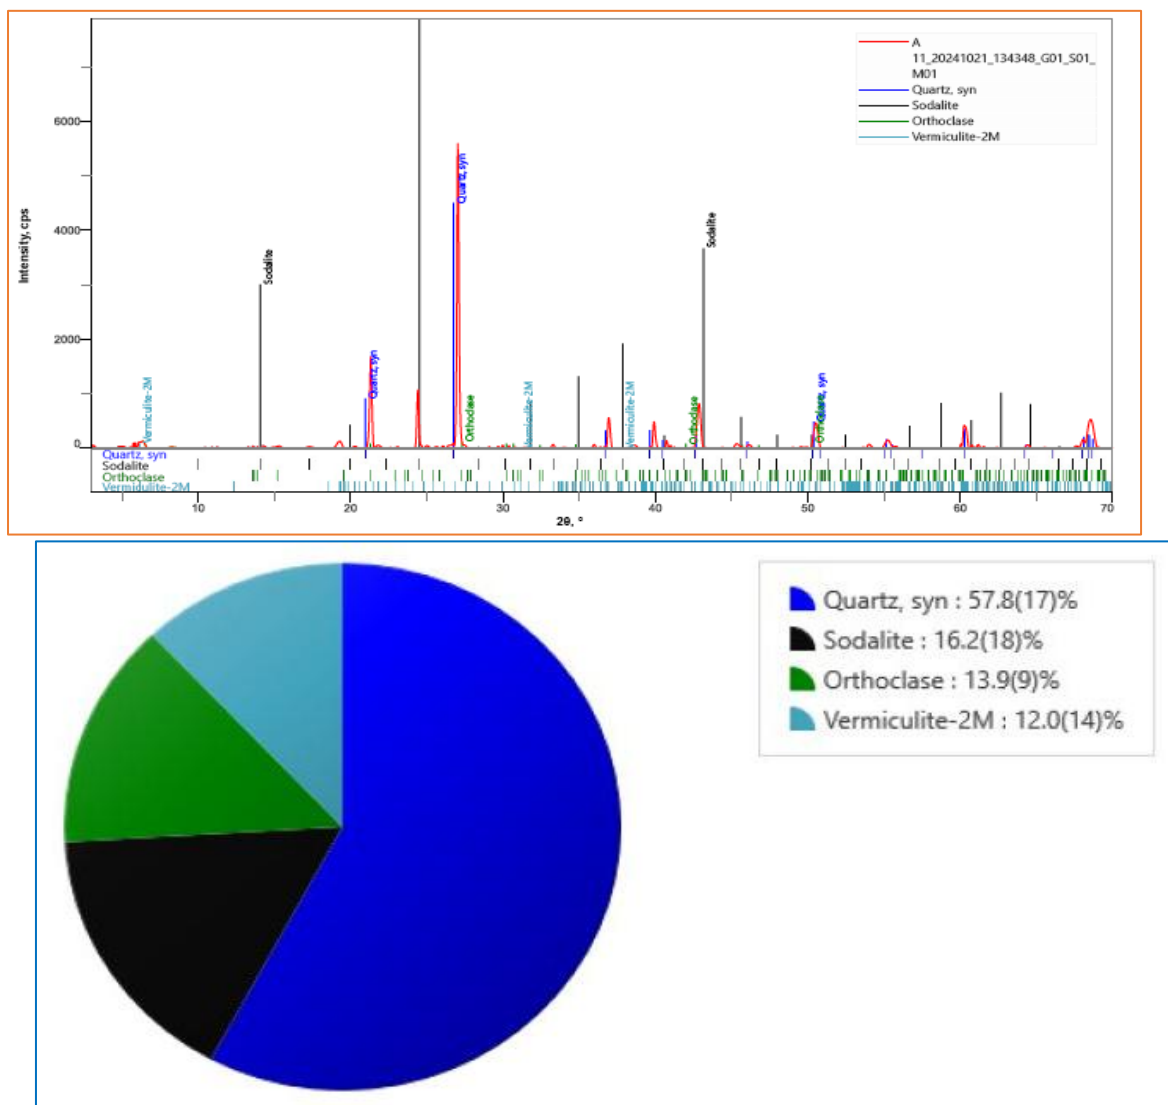 A
11_20241021_134348_G01_S01_
M01
Quartz, syn
Sodalite
Orthoclase
Vermiculite-2M
Intensity, cps
6000
4000
2000
0
Vermiculite-2M
Sodalite
Quartz, syn
Quartz, syn
Orthoclase
Vermiculite-2M
Vermiculite-2M
Orthoclase
Sodalite
Quartz, syn
Orthoclase
Quartz, syn
Sodalite
Orthoclase
Vermiculite-2M
10
20
30
40
50
60
70
2θ, °
Quartz, syn : 57.8(17)%
Sodalite : 16.2(18)%
Orthoclase : 13.9(9)%
Vermiculite-2M : 12.0(14)%